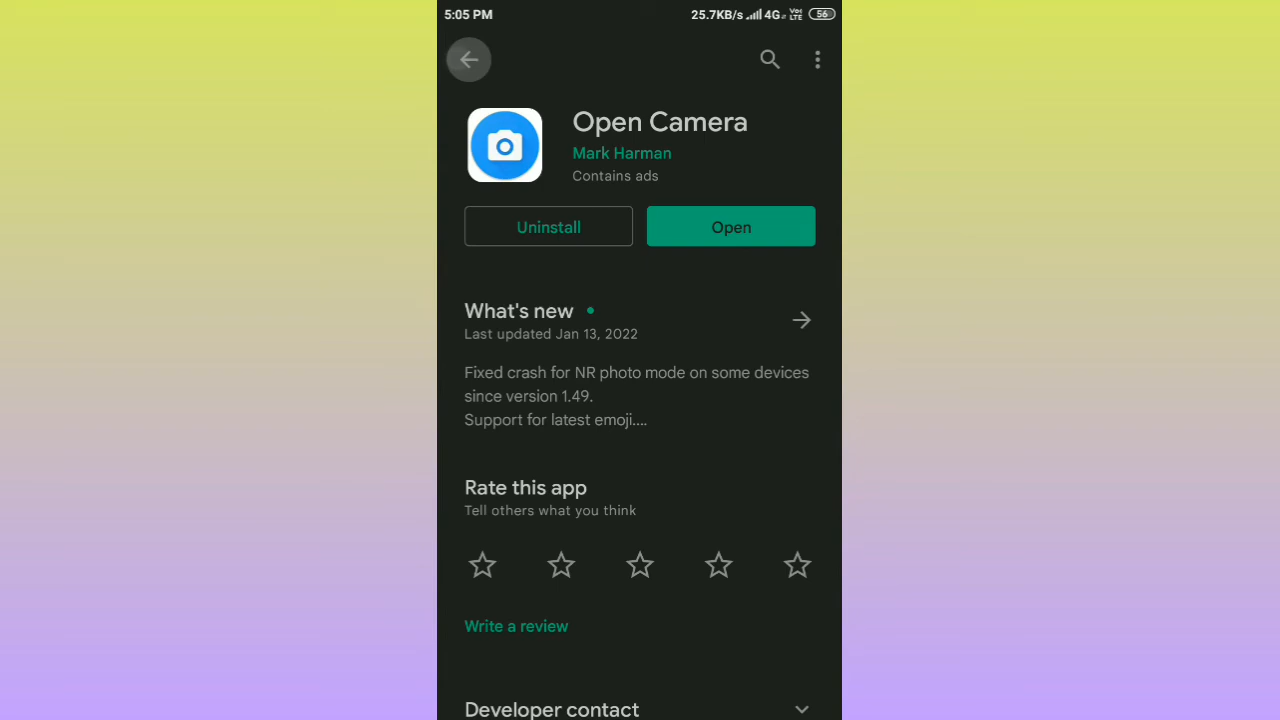 5:05 PM 25.7KB/s 4G Vo LTE 56
Open Camera
Mark Harman
Contains ads
Uninstall Open
What's new
Last updated Jan 13, 2022
Fixed crash for NR photo mode on some devices
since version 1.49.
Support for latest emoji....
Rate this app
Tell others what you think
Write a review
Developer contact